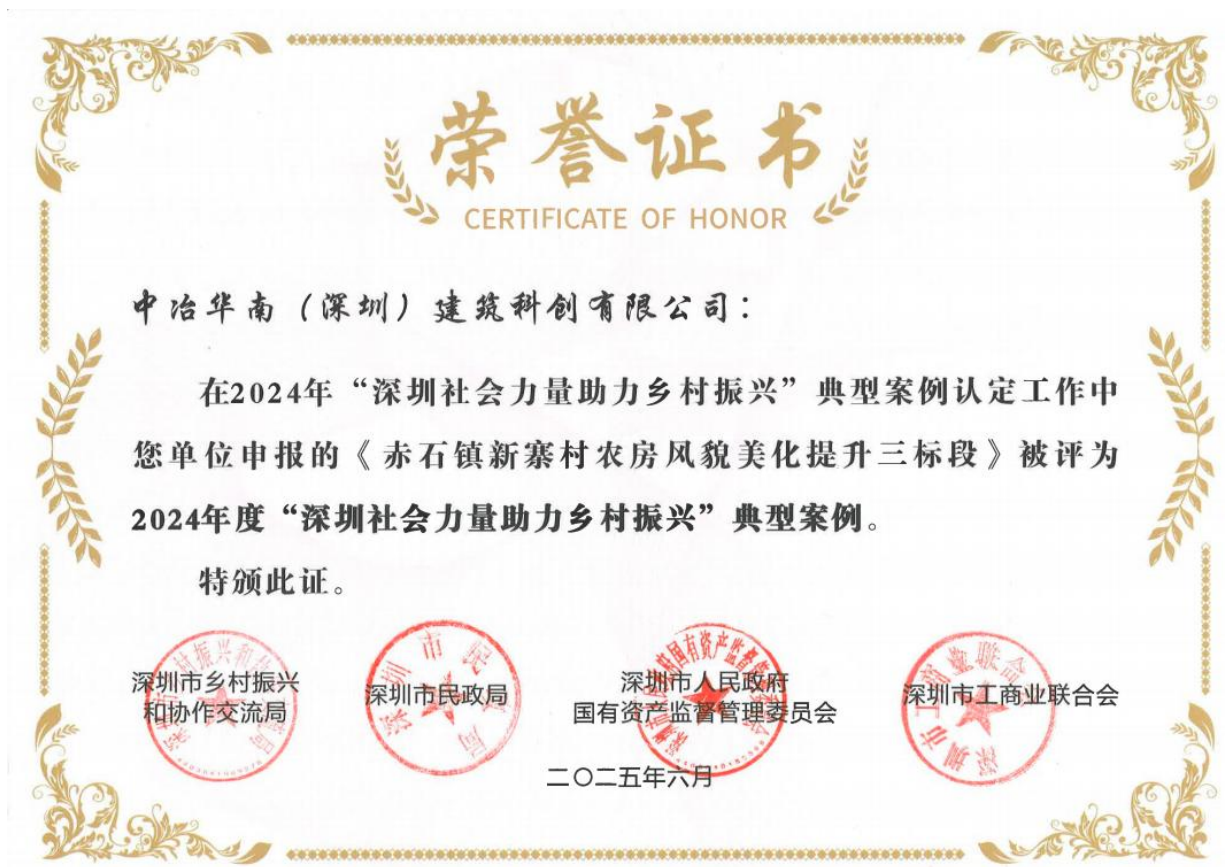 荣誉证书
CERTIFICATE OF HONOR
中冶华南（深圳）建筑科创有限公司：
在2024年“深圳社会力量助力乡村振兴”典型案例认定工作中
您单位申报的《赤石镇新寨村农房风貌美化提升三标段》被评为
2024年度“深圳社会力量助力乡村振兴”典型案例。
特颁此证。
深圳市乡村振兴
和协作交流局
深圳市民政局
深圳市人民政府
国有资产监督管理委员会
深圳市工商业联合会
二〇二五年六月